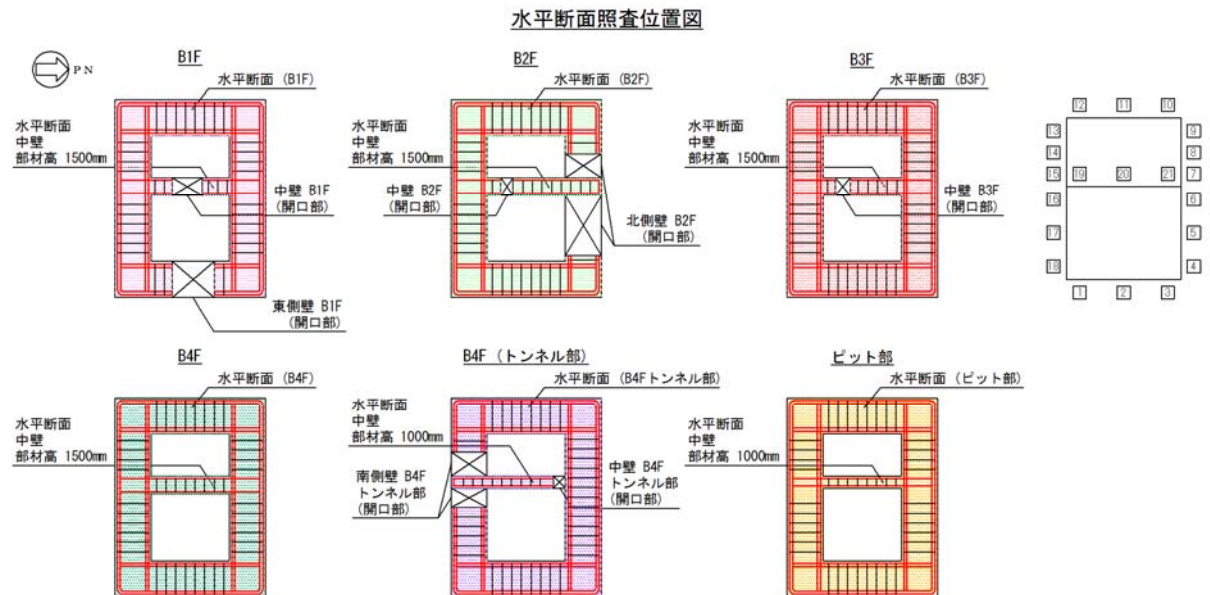 水平断面照査位置図
PN
B1F
水平断面 (B1F)
水平断面
中壁
部材高 1500mm
中壁 B1F
(開口部)
東側壁 B1F
(開口部)
B2F
水平断面 (B2F)
水平断面
中壁
部材高 1500mm
中壁 B2F
(開口部)
北側壁 B2F
(開口部)
B3F
水平断面 (B3F)
水平断面
中壁
部材高 1500mm
中壁 B3F
(開口部)
12 11 10
13 9
14 8
15 19 20 21 7
16 6
17 5
18 4
1 2 3
B4F
水平断面 (B4F)
水平断面
中壁
部材高 1500mm
B4F (トンネル部)
水平断面 (B4Fトンネル部)
水平断面
中壁
部材高 1000mm
南側壁 B4F
トンネル部
(開口部)
中壁 B4F
トンネル部
(開口部)
ピット部
水平断面 (ピット部)
水平断面
中壁
部材高 1000mm